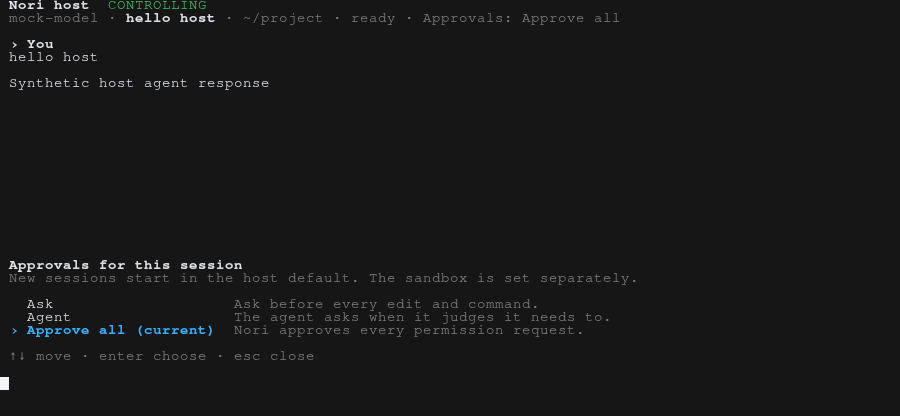 Nori host  CONTROLLING
mock-model · hello host · ~/project · ready · Approvals: Approve all
› You
hello host
Synthetic host agent response
Approvals for this session
New sessions start in the host default. The sandbox is set separately.
Ask  Ask before every edit and command.
Agent  The agent asks when it judges it needs to.
› Approve all (current)  Nori approves every permission request.
↑↓ move · enter choose · esc close